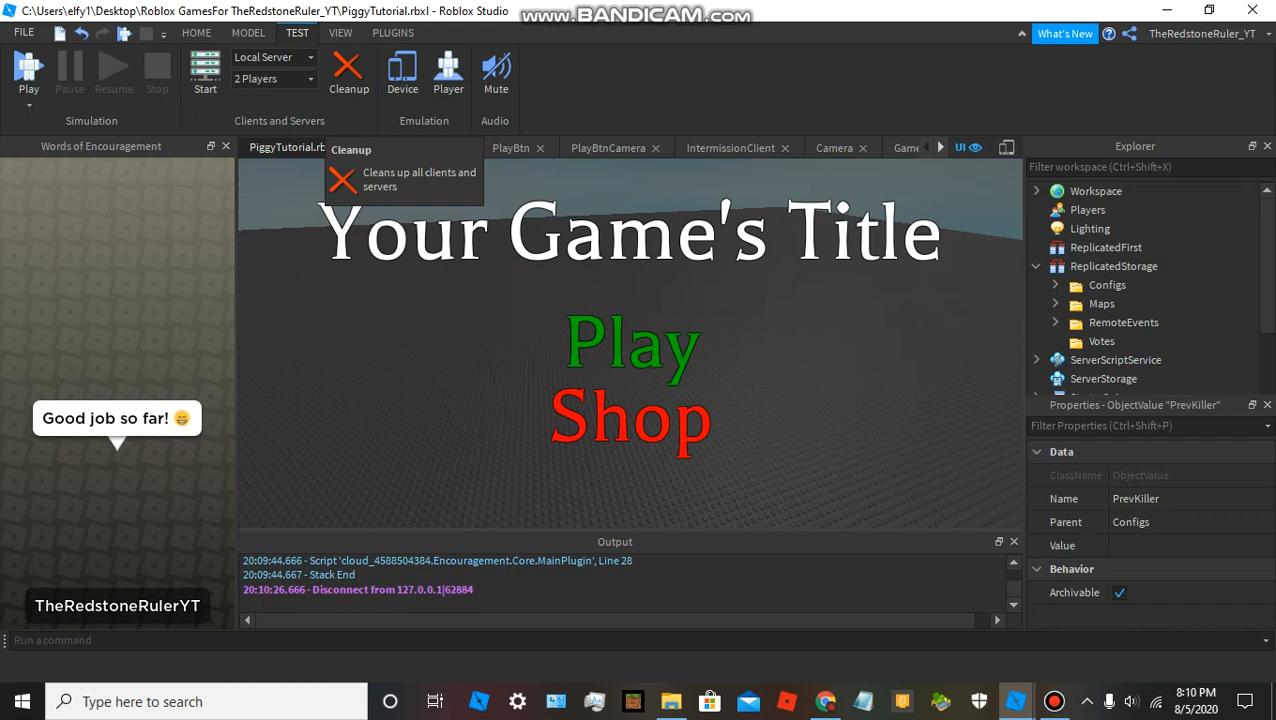 C:\Users\elfy1\Desktop\Roblox GamesFor TheRedstoneRuler_YT\PiggyTutorial.rbxl - Roblox Studio
www.BANDICAM.com
FILE HOME MODEL TEST VIEW PLUGINS What's New TheRedstoneRuler_YT
Play Pause Resume Stop Start Local Server 2 Players Cleanup Device Player Mute
Simulation Clients and Servers Emulation Audio
Words of Encouragement PiggyTutorial.rb PlayBtn PlayBtnCamera IntermissionClient Camera Game UI Explorer
Cleanup
Cleans up all clients and
servers
Filter workspace (Ctrl+Shift+X)
Workspace
Players
Lighting
ReplicatedFirst
ReplicatedStorage
Configs
Maps
RemoteEvents
Votes
ServerScriptService
ServerStorage
Your Game's Title
Play
Shop
Good job so far! 😄
TheRedstoneRulerYT
Properties - ObjectValue "PrevKiller"
Filter Properties (Ctrl+Shift+P)
Data
ClassName ObjectValue
Name PrevKiller
Parent Configs
Value
Behavior
Archivable
Output
20:09:44.666 - Script 'cloud_4588504384.Encouragement.Core.MainPlugin', Line 28
20:09:44.667 - Stack End
20:10:26.666 - Disconnect from 127.0.0.1|62884
Run a command
Type here to search
8:10 PM
8/5/2020